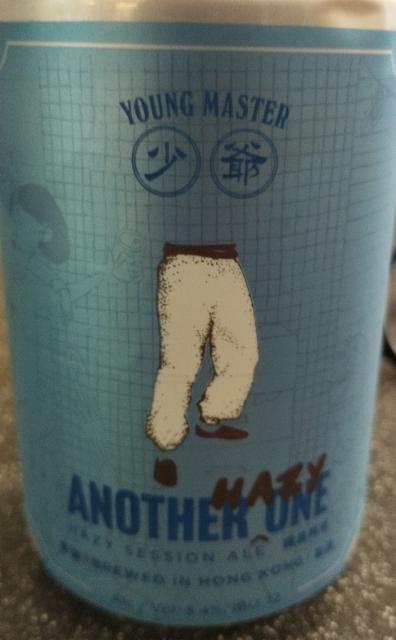 YOUNG MASTER
少 爺
ANOTHER HAZY ONE
HAZY SESSION ALE
BREWED IN HONG KONG